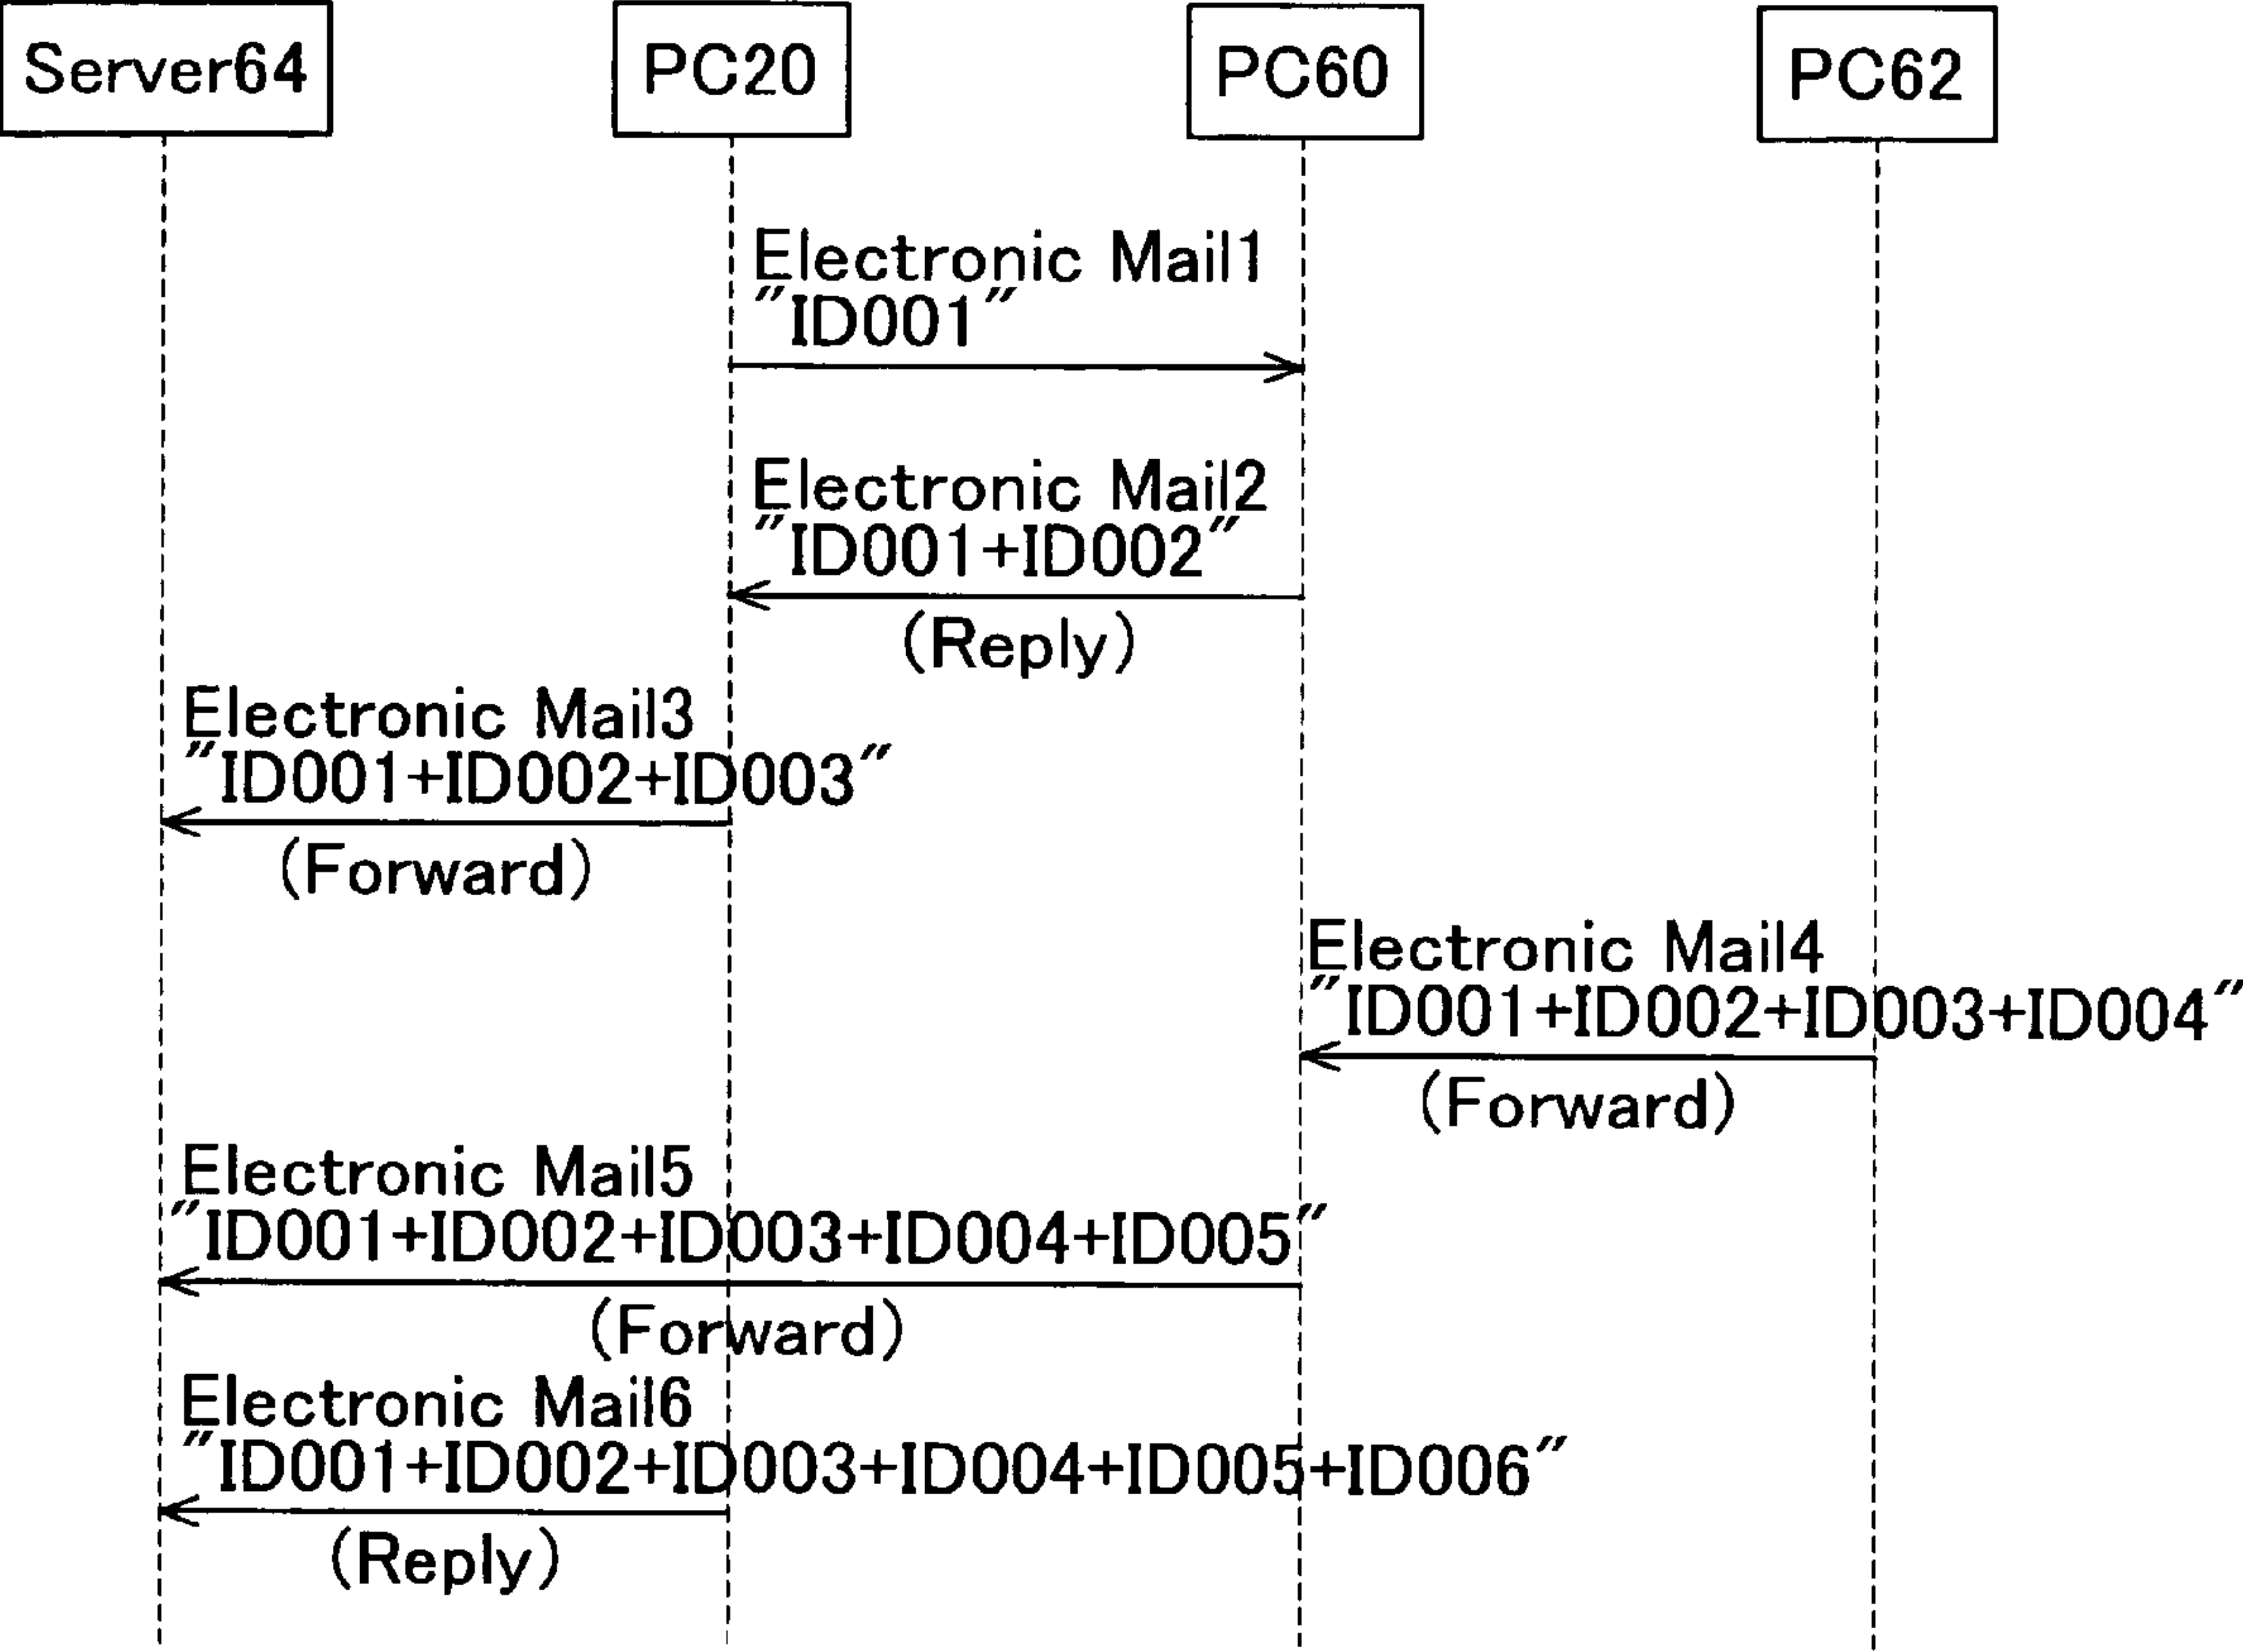 Server64
PC20
PC60
PC62
Electronic Mail1
"ID001"
Electronic Mail2
"ID001+ID002"
(Reply)
Electronic Mail3
"ID001+ID002+ID003"
(Forward)
Electronic Mail4
"ID001+ID002+ID003+ID004"
(Forward)
Electronic Mail5
"ID001+ID002+ID003+ID004+ID005"
(Forward)
Electronic Mail6
"ID001+ID002+ID003+ID004+ID005+ID006"
(Reply)